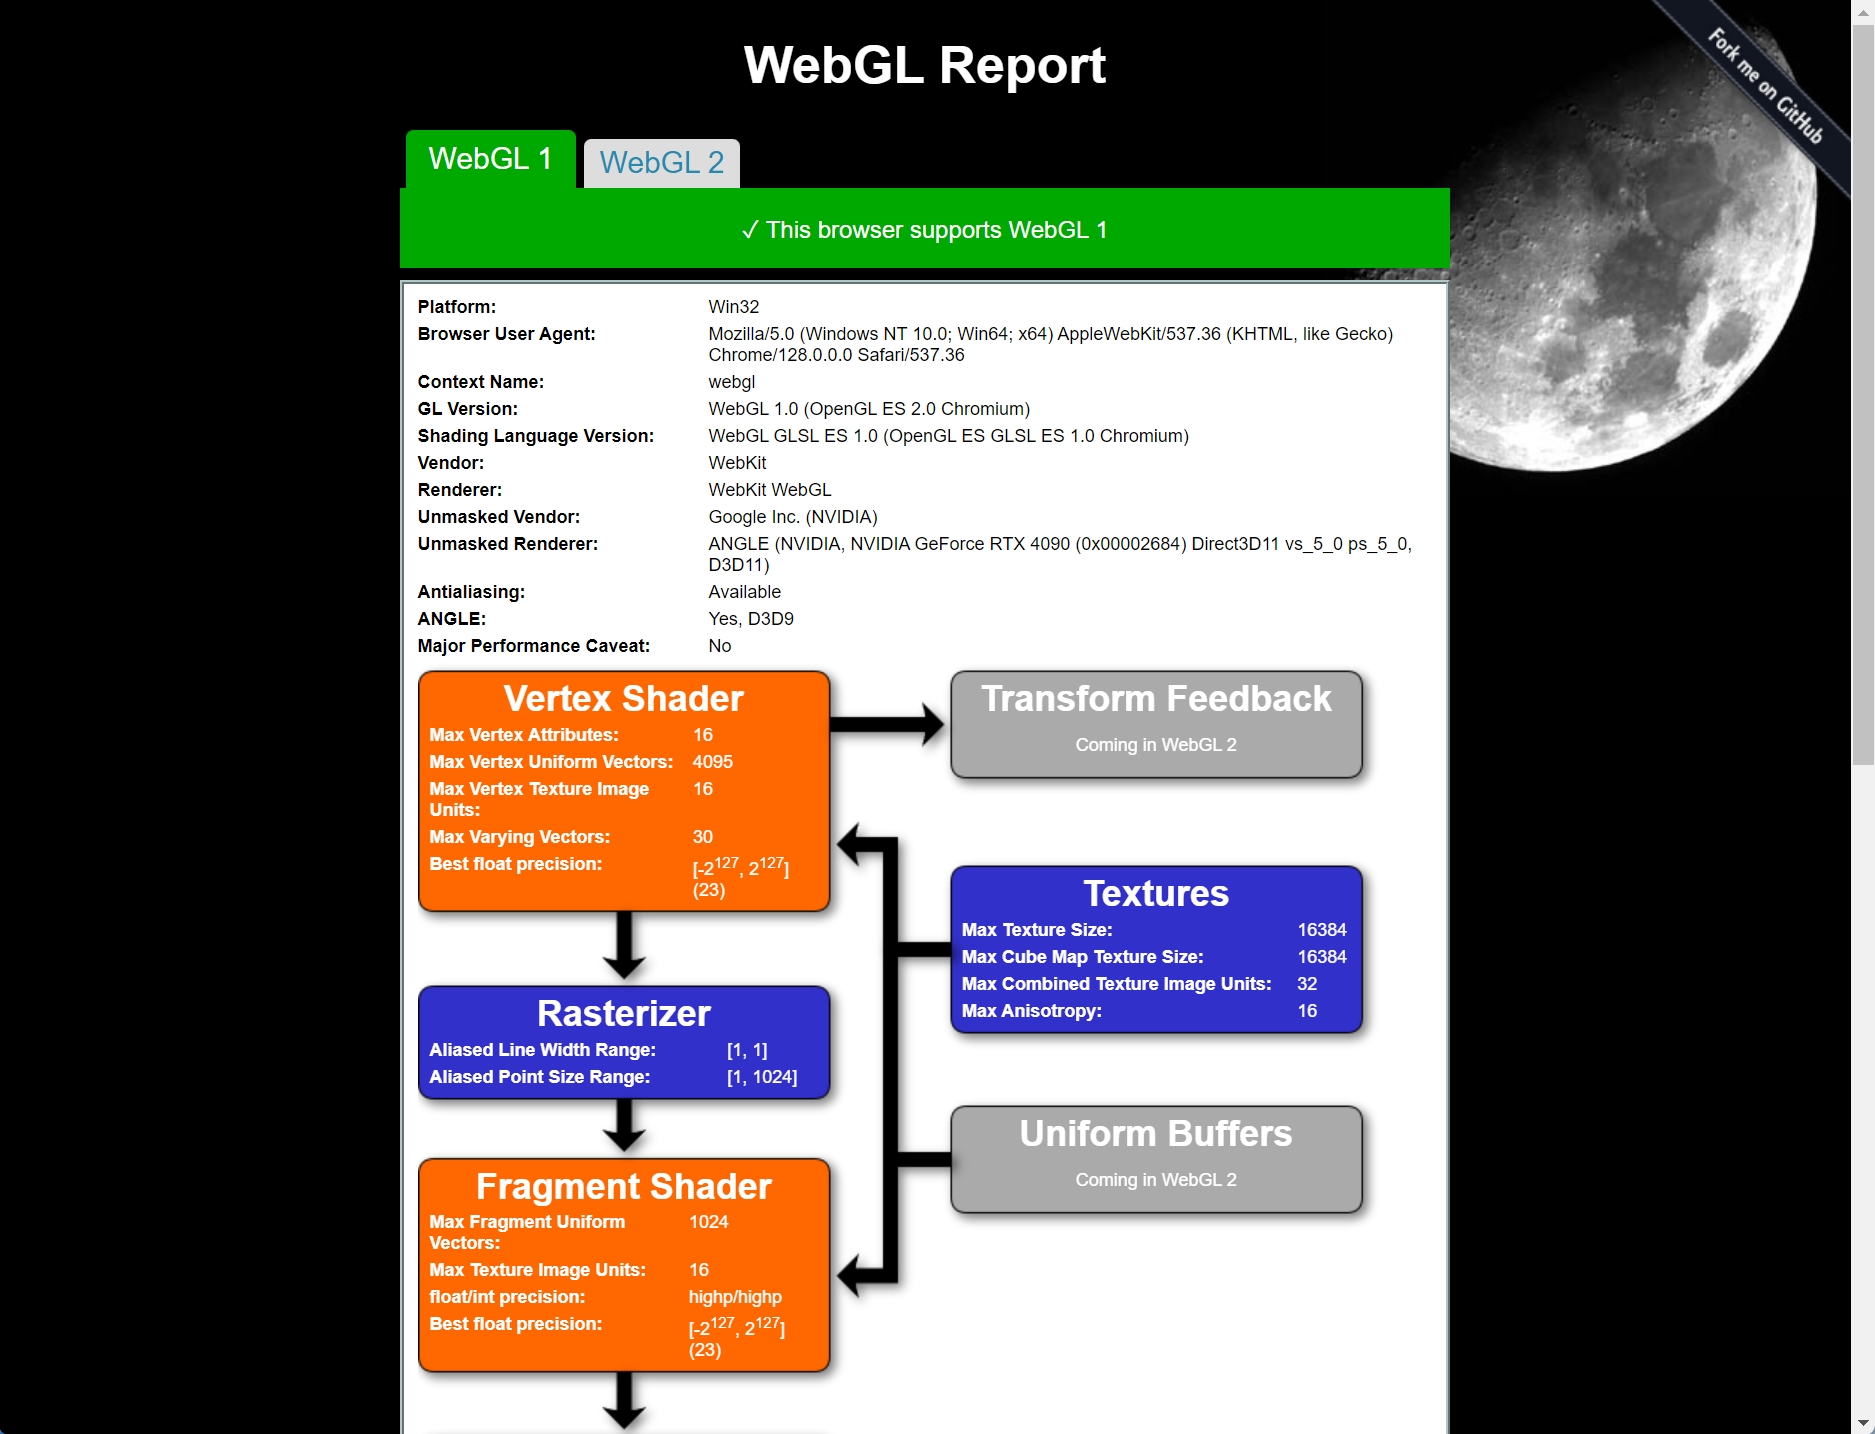 WebGL Report
Fork me on GitHub
WebGL 1
WebGL 2
✓ This browser supports WebGL 1
Platform: Win32
Browser User Agent: Mozilla/5.0 (Windows NT 10.0; Win64; x64) AppleWebKit/537.36 (KHTML, like Gecko)
Chrome/128.0.0.0 Safari/537.36
Context Name: webgl
GL Version: WebGL 1.0 (OpenGL ES 2.0 Chromium)
Shading Language Version: WebGL GLSL ES 1.0 (OpenGL ES GLSL ES 1.0 Chromium)
Vendor: WebKit
Renderer: WebKit WebGL
Unmasked Vendor: Google Inc. (NVIDIA)
Unmasked Renderer: ANGLE (NVIDIA, NVIDIA GeForce RTX 4090 (0x00002684) Direct3D11 vs_5_0 ps_5_0,
D3D11)
Antialiasing: Available
ANGLE: Yes, D3D9
Major Performance Caveat: No
Vertex Shader
Max Vertex Attributes: 16
Max Vertex Uniform Vectors: 4095
Max Vertex Texture Image 16
Units:
Max Varying Vectors: 30
Best float precision: [-2¹²⁷, 2¹²⁷]
(23)
Transform Feedback
Coming in WebGL 2
Textures
Max Texture Size: 16384
Max Cube Map Texture Size: 16384
Max Combined Texture Image Units: 32
Max Anisotropy: 16
Rasterizer
Aliased Line Width Range: [1, 1]
Aliased Point Size Range: [1, 1024]
Uniform Buffers
Coming in WebGL 2
Fragment Shader
Max Fragment Uniform 1024
Vectors:
Max Texture Image Units: 16
float/int precision: highp/highp
Best float precision: [-2¹²⁷, 2¹²⁷]
(23)